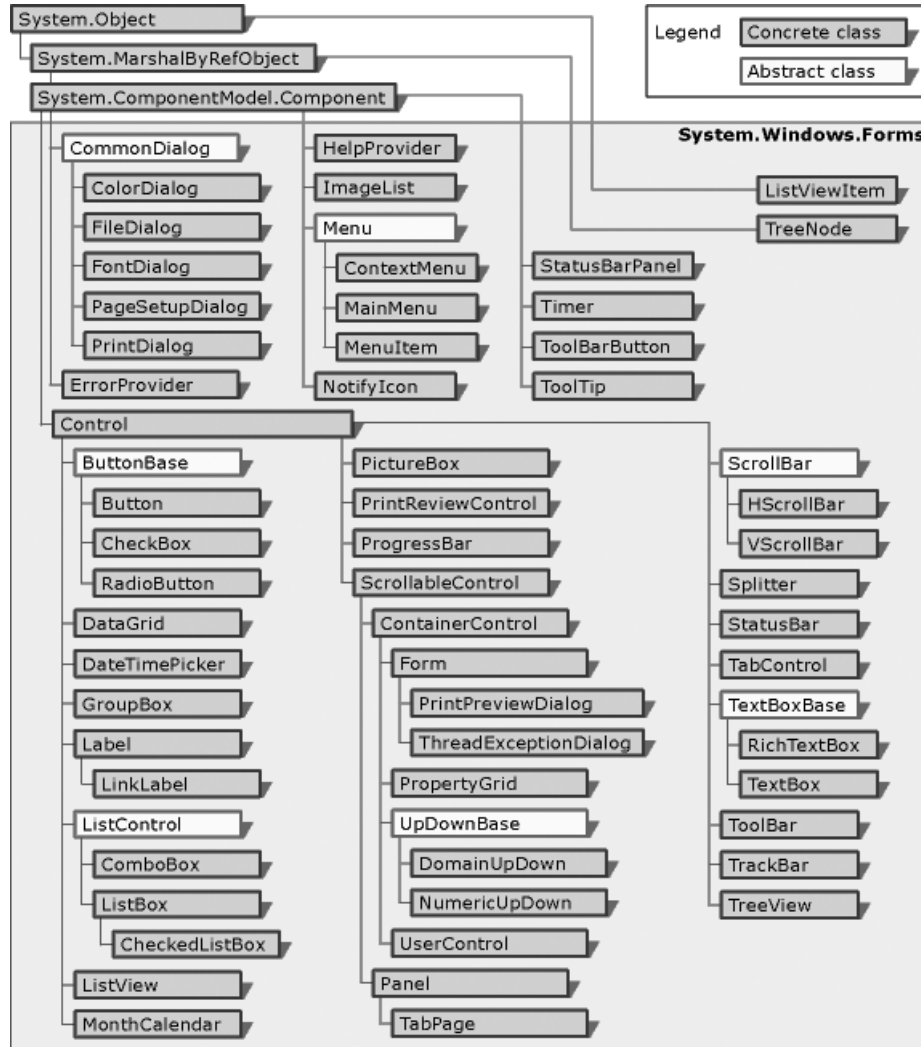 System.Object
Legend
Concrete class
Abstract class
System.MarshalByRefObject
System.ComponentModel.Component
System.Windows.Forms
CommonDialog
ColorDialog
FileDialog
FontDialog
PageSetupDialog
PrintDialog
ErrorProvider
HelpProvider
ImageList
Menu
ContextMenu
MainMenu
MenuItem
NotifyIcon
StatusBarPanel
Timer
ToolBarButton
ToolTip
ListViewItem
TreeNode
Control
ButtonBase
Button
CheckBox
RadioButton
DataGrid
DateTimePicker
GroupBox
Label
LinkLabel
ListControl
ComboBox
ListBox
CheckedListBox
ListView
MonthCalendar
PictureBox
PrintReviewControl
ProgressBar
ScrollableControl
ContainerControl
Form
PrintPreviewDialog
ThreadExceptionDialog
PropertyGrid
UpDownBase
DomainUpDown
NumericUpDown
UserControl
Panel
TabPage
ScrollBar
HScrollBar
VScrollBar
Splitter
StatusBar
TabControl
TextBoxBase
RichTextBox
TextBox
ToolBar
TrackBar
TreeView